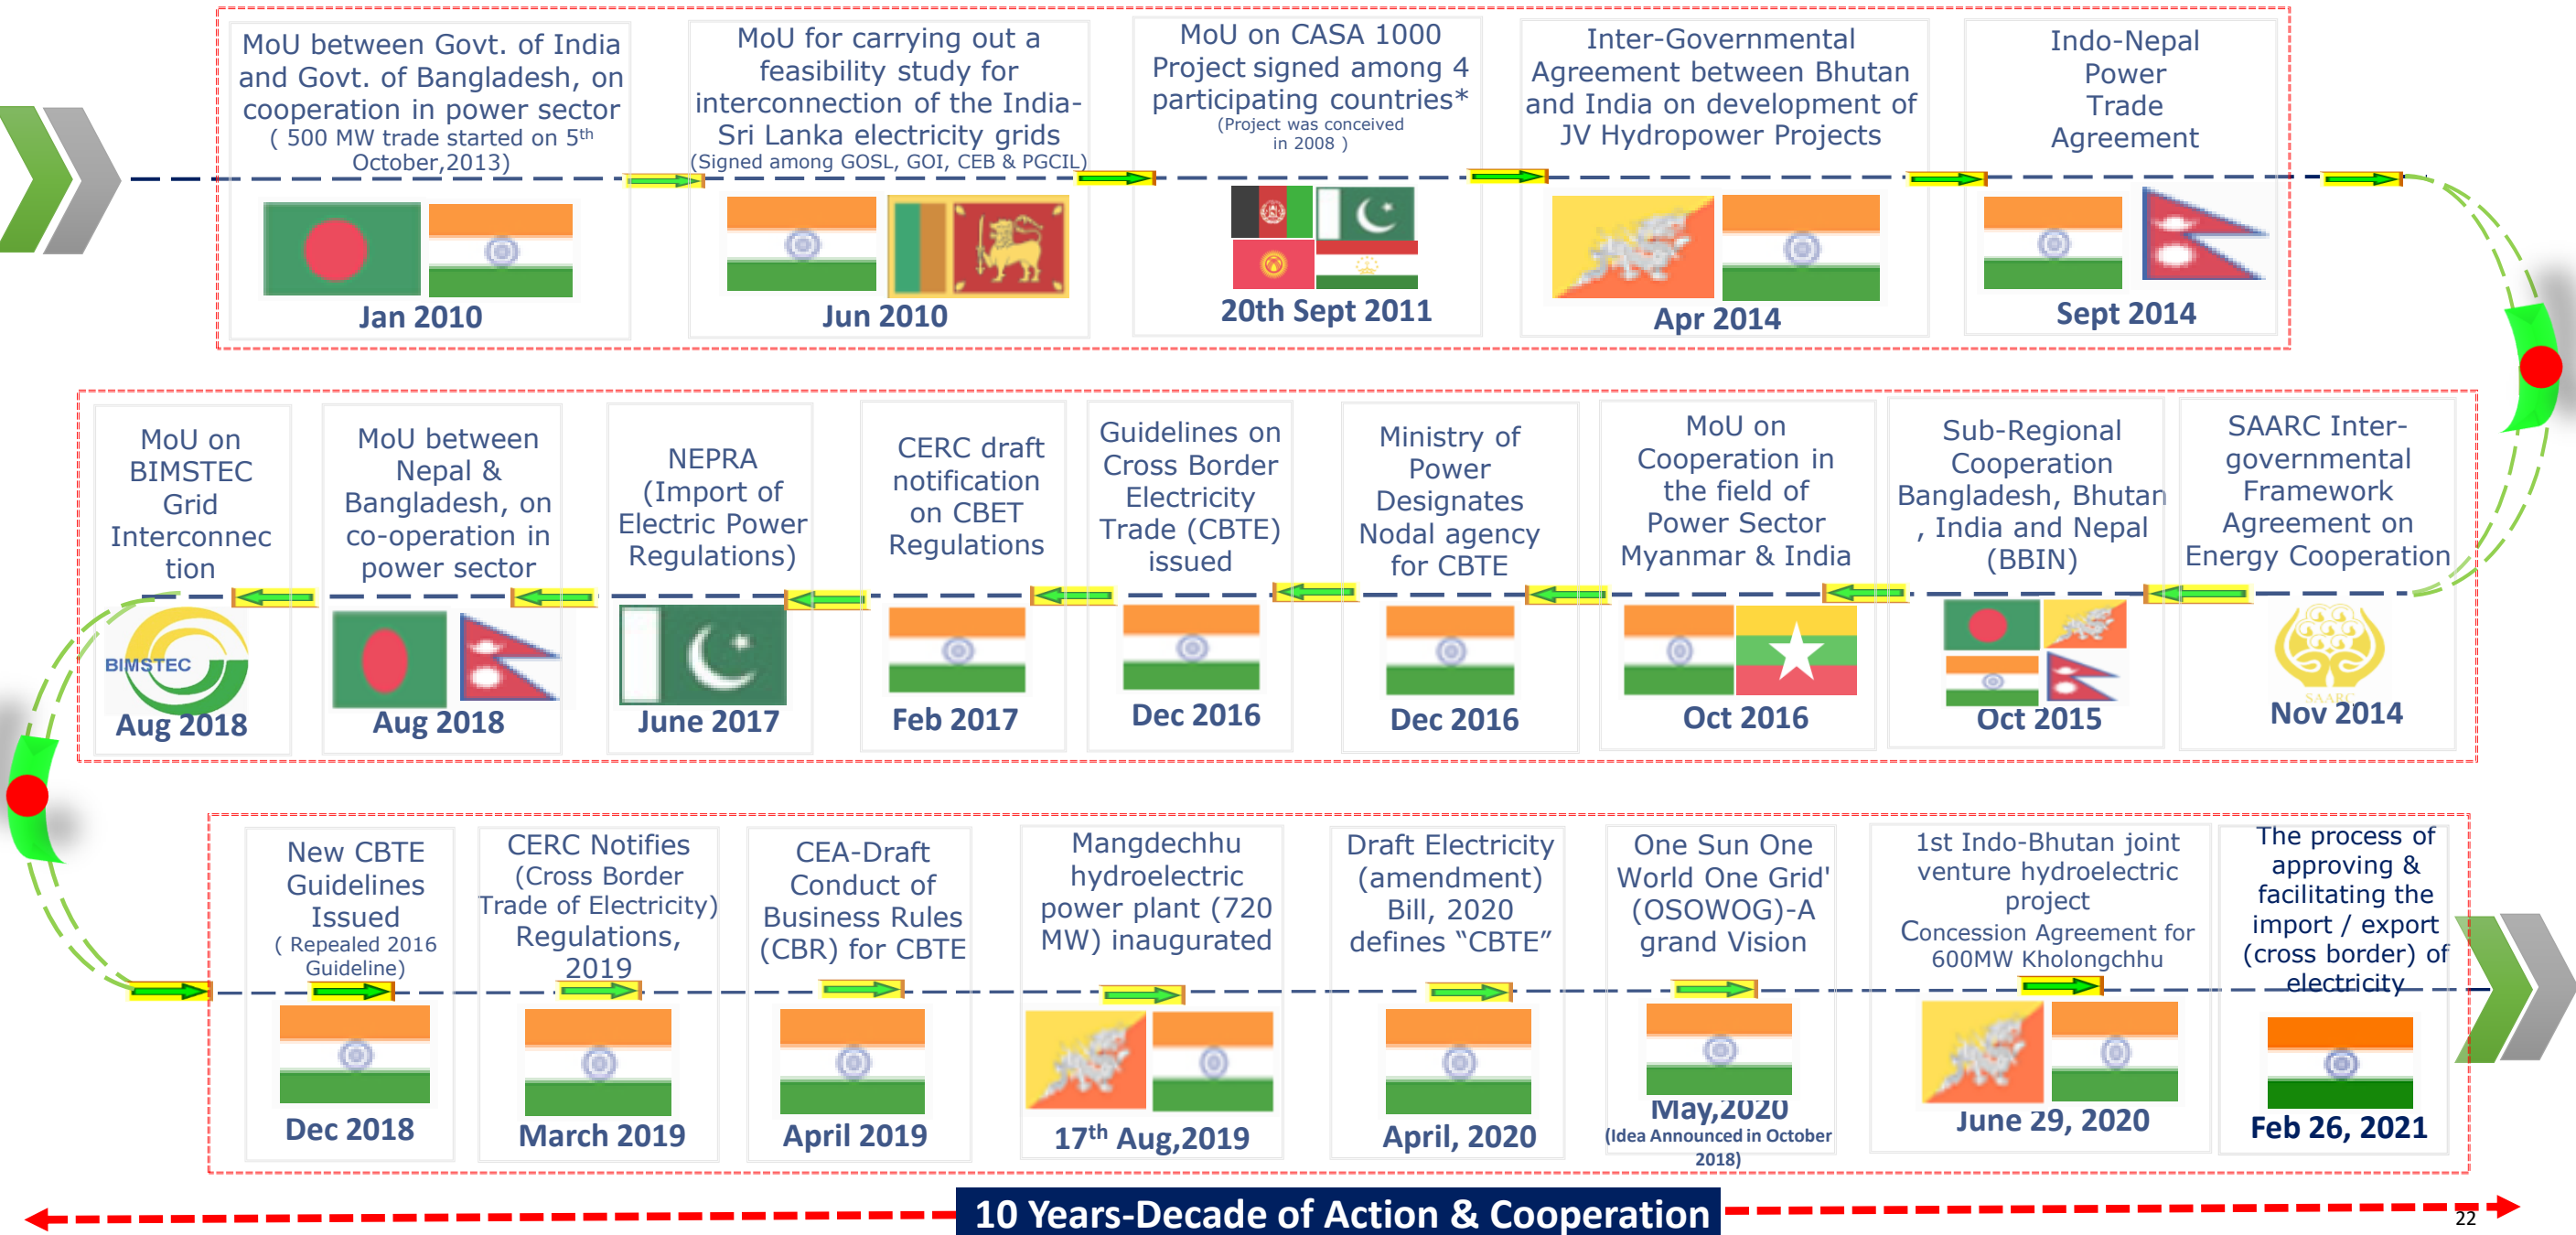 MoU between Govt. of India
and Govt. of Bangladesh, on
cooperation in power sector
( 500 MW trade started on 5th
October,2013)
Jan 2010
MoU for carrying out a
feasibility study for
interconnection of the India-
Sri Lanka electricity grids
(Signed among GOSL, GOI, CEB & PGCIL)
Jun 2010
MoU on CASA 1000
Project signed among 4
participating countries*
(Project was conceived
in 2008 )
20th Sept 2011
Inter-Governmental
Agreement between Bhutan
and India on development of
JV Hydropower Projects
Apr 2014
Indo-Nepal
Power
Trade
Agreement
Sept 2014
SAARC Inter-
governmental
Framework
Agreement on
Energy Cooperation
SAARC
Nov 2014
Sub-Regional
Cooperation
Bangladesh, Bhutan
, India and Nepal
(BBIN)
Oct 2015
MoU on
Cooperation in
the field of
Power Sector
Myanmar & India
Oct 2016
Ministry of
Power
Designates
Nodal agency
for CBTE
Dec 2016
Guidelines on
Cross Border
Electricity
Trade (CBTE)
issued
Dec 2016
CERC draft
notification
on CBET
Regulations
Feb 2017
NEPRA
(Import of
Electric Power
Regulations)
June 2017
MoU between
Nepal &
Bangladesh, on
co-operation in
power sector
Aug 2018
MoU on
BIMSTEC
Grid
Interconnec
tion
BIMSTEC
Aug 2018
New CBTE
Guidelines
Issued
( Repealed 2016
Guideline)
Dec 2018
CERC Notifies
(Cross Border
Trade of Electricity)
Regulations,
2019
March 2019
CEA-Draft
Conduct of
Business Rules
(CBR) for CBTE
April 2019
Mangdechhu
hydroelectric
power plant (720
MW) inaugurated
17th Aug,2019
Draft Electricity
(amendment)
Bill, 2020
defines “CBTE”
April, 2020
One Sun One
World One Grid'
(OSOWOG)-A
grand Vision
May,2020
(Idea Announced in October
2018)
1st Indo-Bhutan joint
venture hydroelectric
project
Concession Agreement for
600MW Kholongchhu
June 29, 2020
The process of
approving &
facilitating the
import / export
(cross border) of
electricity
Feb 26, 2021
10 Years-Decade of Action & Cooperation
22